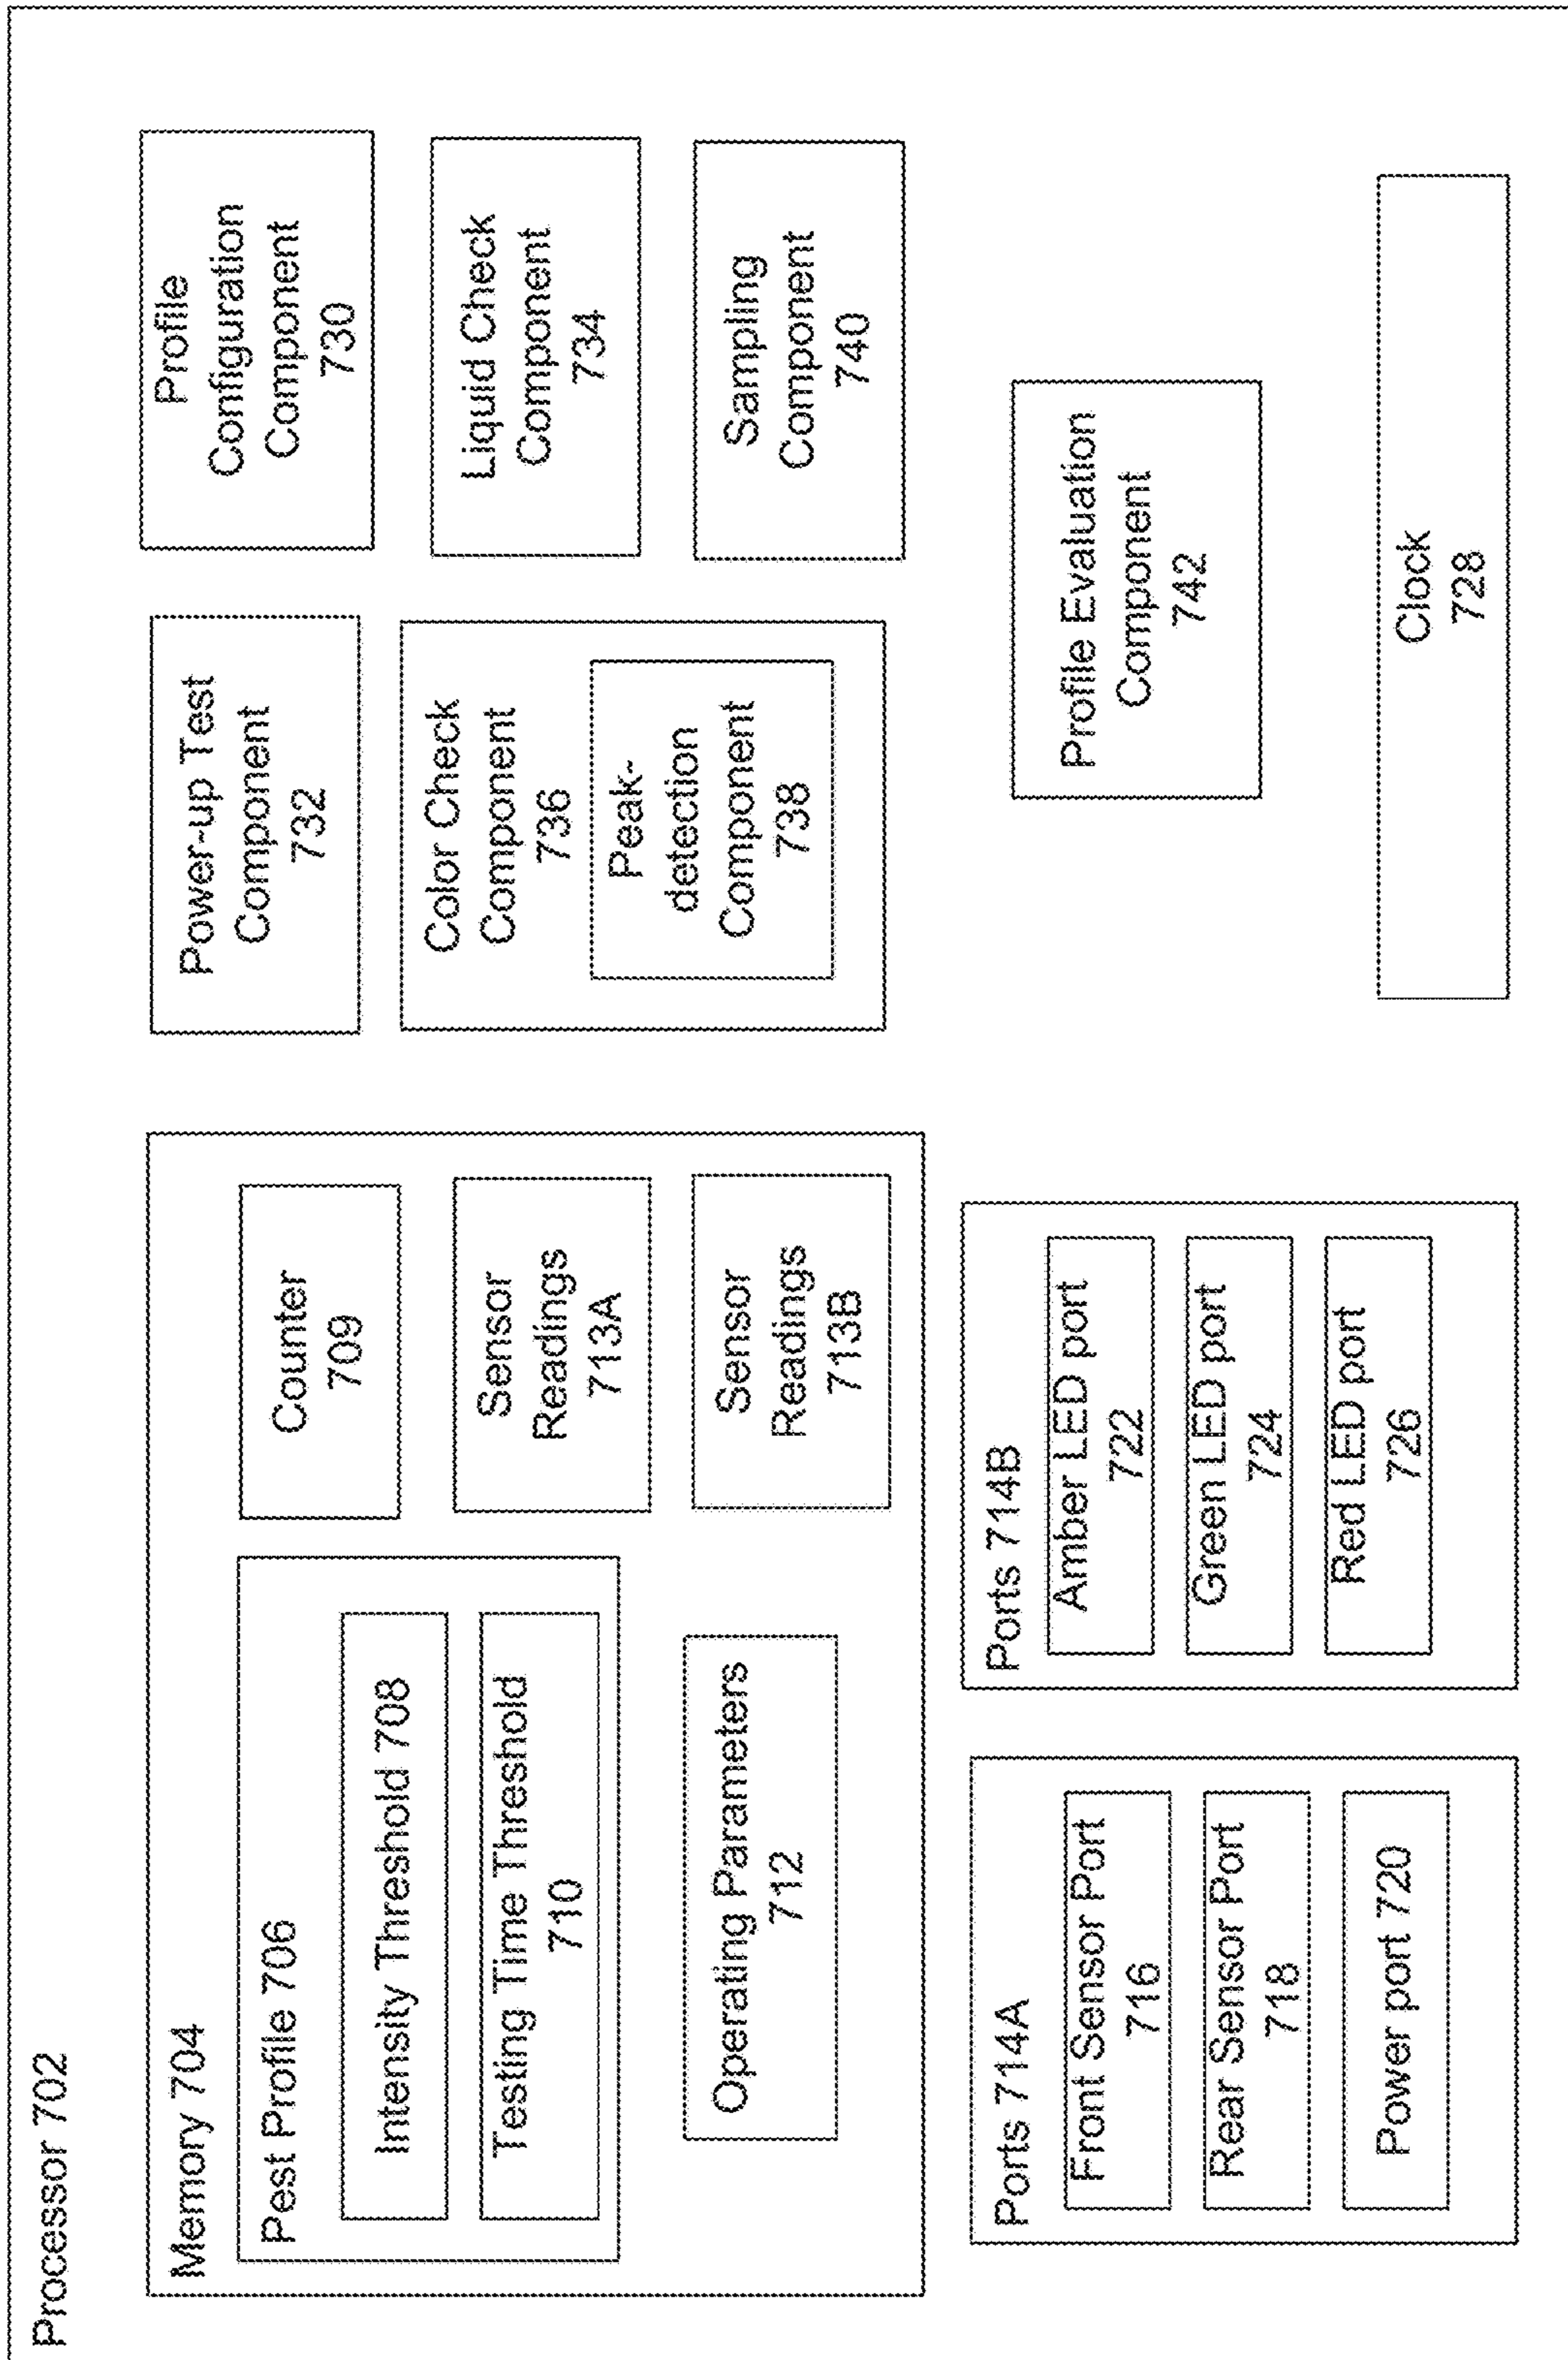 Processor 702
Memory 704
Pest Profile 706
Intensity Threshold 708
Testing Time Threshold
710
Operating Parameters
712
Counter
709
Sensor
Readings
713A
Sensor
Readings
713B
Ports 714A
Front Sensor Port
716
Rear Sensor Port
718
Power port 720
Ports 714B
Amber LED port
722
Green LED port
724
Red LED port
726
Power-up Test
Component
732
Profile
Configuration
Component
730
Color Check
Component
736
Peak-
detection
Component
738
Liquid Check
Component
734
Sampling
Component
740
Profile Evaluation
Component
742
Clock
728